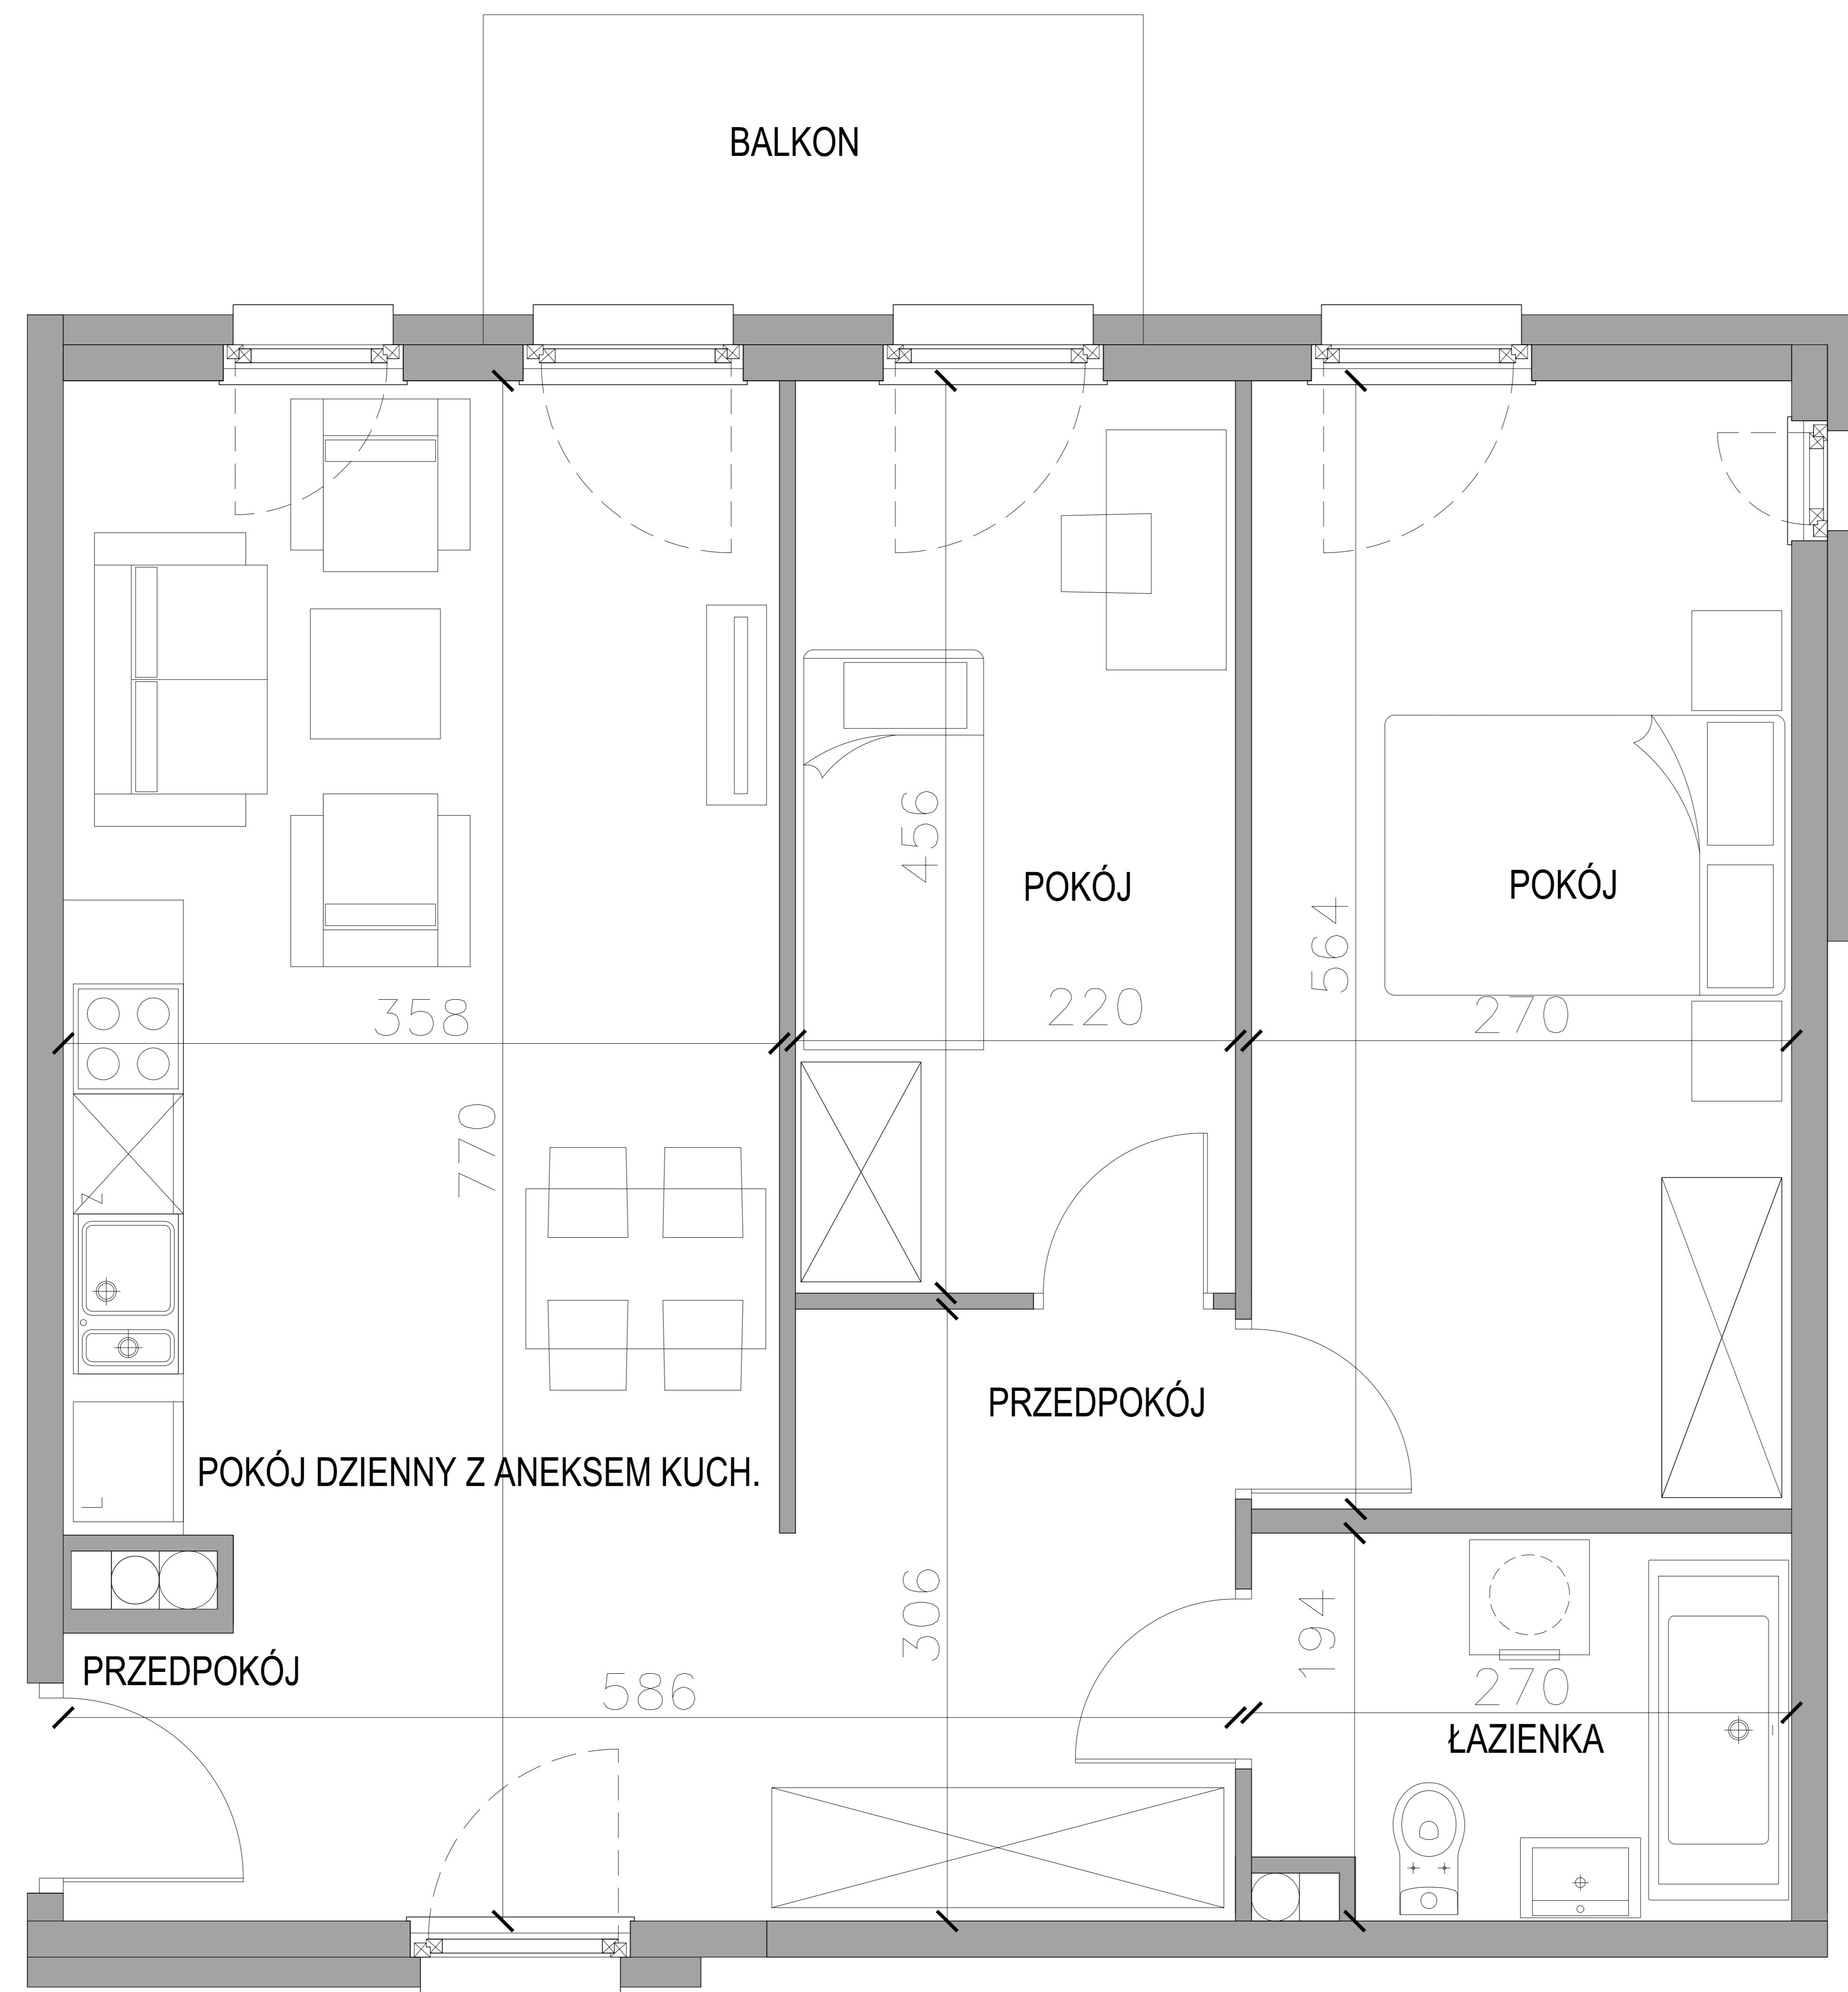 BALKON
456
POKÓJ
POKÓJ
564
358
220
270
770
PRZEDPOKÓJ
POKÓJ DZIENNY Z ANEKSEM KUCH.
306
194
PRZEDPOKÓJ
586
270
ŁAZIENKA
Z
L